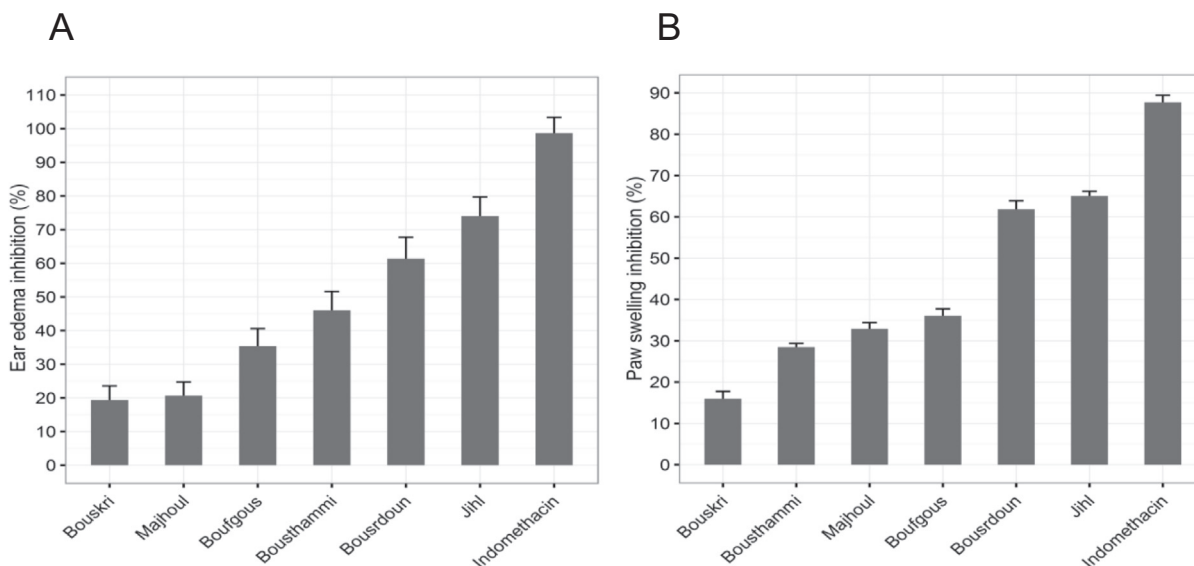 A
Ear edema inhibition (%)
110
100
90
80
70
60
50
40
30
20
10
0
Bouskri
Majhoul
Boufgous
Bousthammi
Bousrdoun
Jihl
Indomethacin
B
Paw swelling inhibition (%)
90
80
70
60
50
40
30
20
10
0
Bouskri
Bousthammi
Majhoul
Boufgous
Bousrdoun
Jihl
Indomethacin